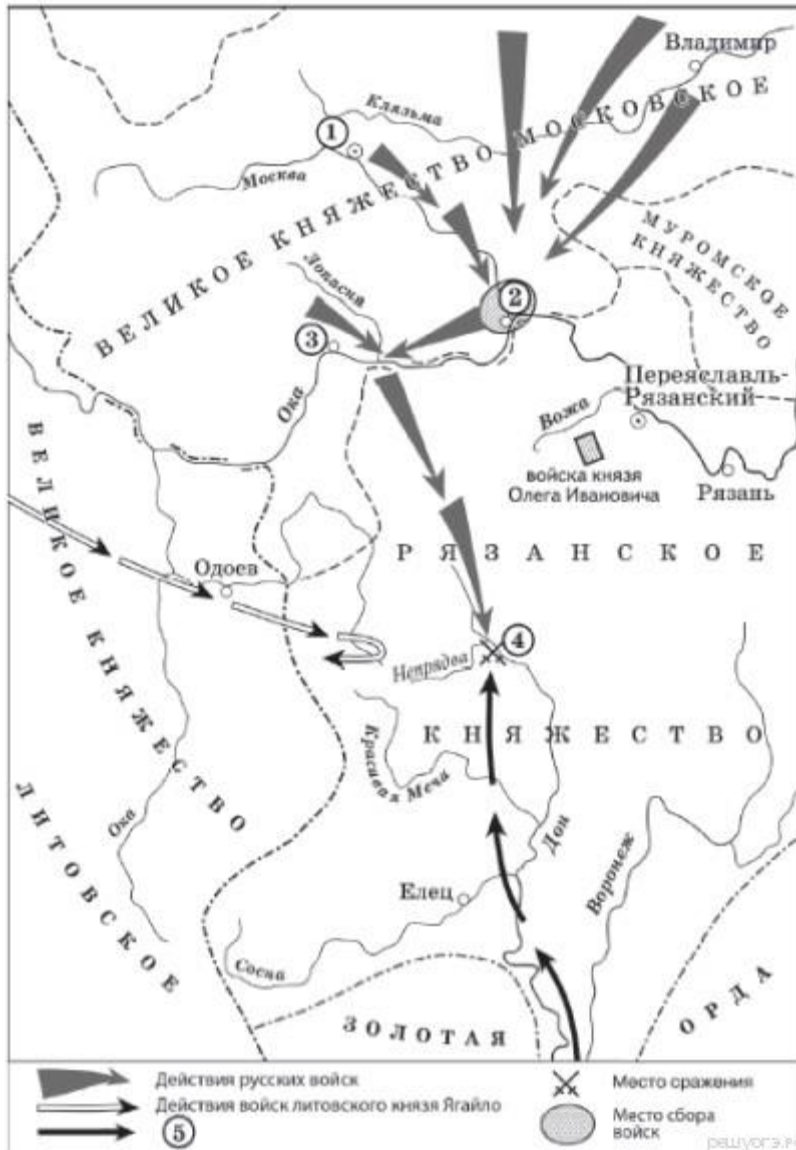 Владимир
Клязьма
1
Москва
ВЕЛИКОЕ КНЯЖЕСТВО МОСКОВСКОЕ
МУРОМСКОЕ
КНЯЖЕСТВО
Лопасня
2
3
Ока
Переяславль-
Рязанский
Вожа
войска князя
Олега Ивановича
Рязань
ВЕЛИКОЕ КНЯЖЕСТВО
ЛИТОВСКОЕ
Одоев
РЯЗАНСКОЕ
4
Непрядва
КНЯЖЕСТВО
Красивая Меча
Ока
Дон
Воронеж
Елец
Сосна
ЗОЛОТАЯ
ОРДА
Действия русских войск
Действия войск литовского князя Ягайло
5
Место сражения
Место сбора
войск